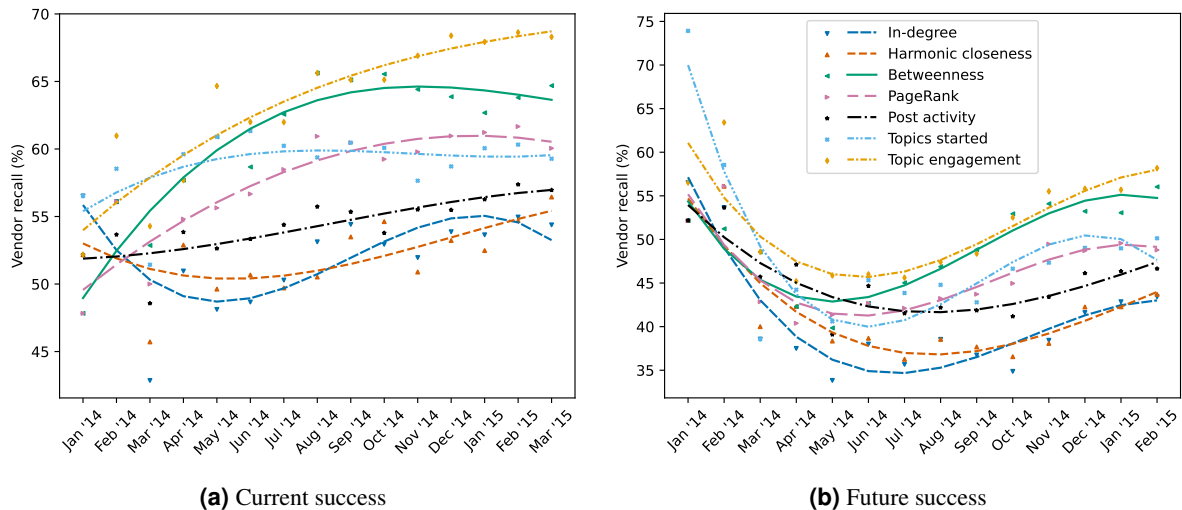 70
65
60
55
50
45
Vendor recall (%)
Jan '14
Feb '14
Mar '14
Apr '14
May '14
Jun '14
Jul '14
Aug '14
Sep '14
Oct '14
Nov '14
Dec '14
Jan '15
Feb '15
Mar '15
(a) Current success
75
70
65
60
55
50
45
40
35
Vendor recall (%)
In-degree
Harmonic closeness
Betweenness
PageRank
Post activity
Topics started
Topic engagement
Jan '14
Feb '14
Mar '14
Apr '14
May '14
Jun '14
Jul '14
Aug '14
Sep '14
Oct '14
Nov '14
Dec '14
Jan '15
Feb '15
(b) Future success